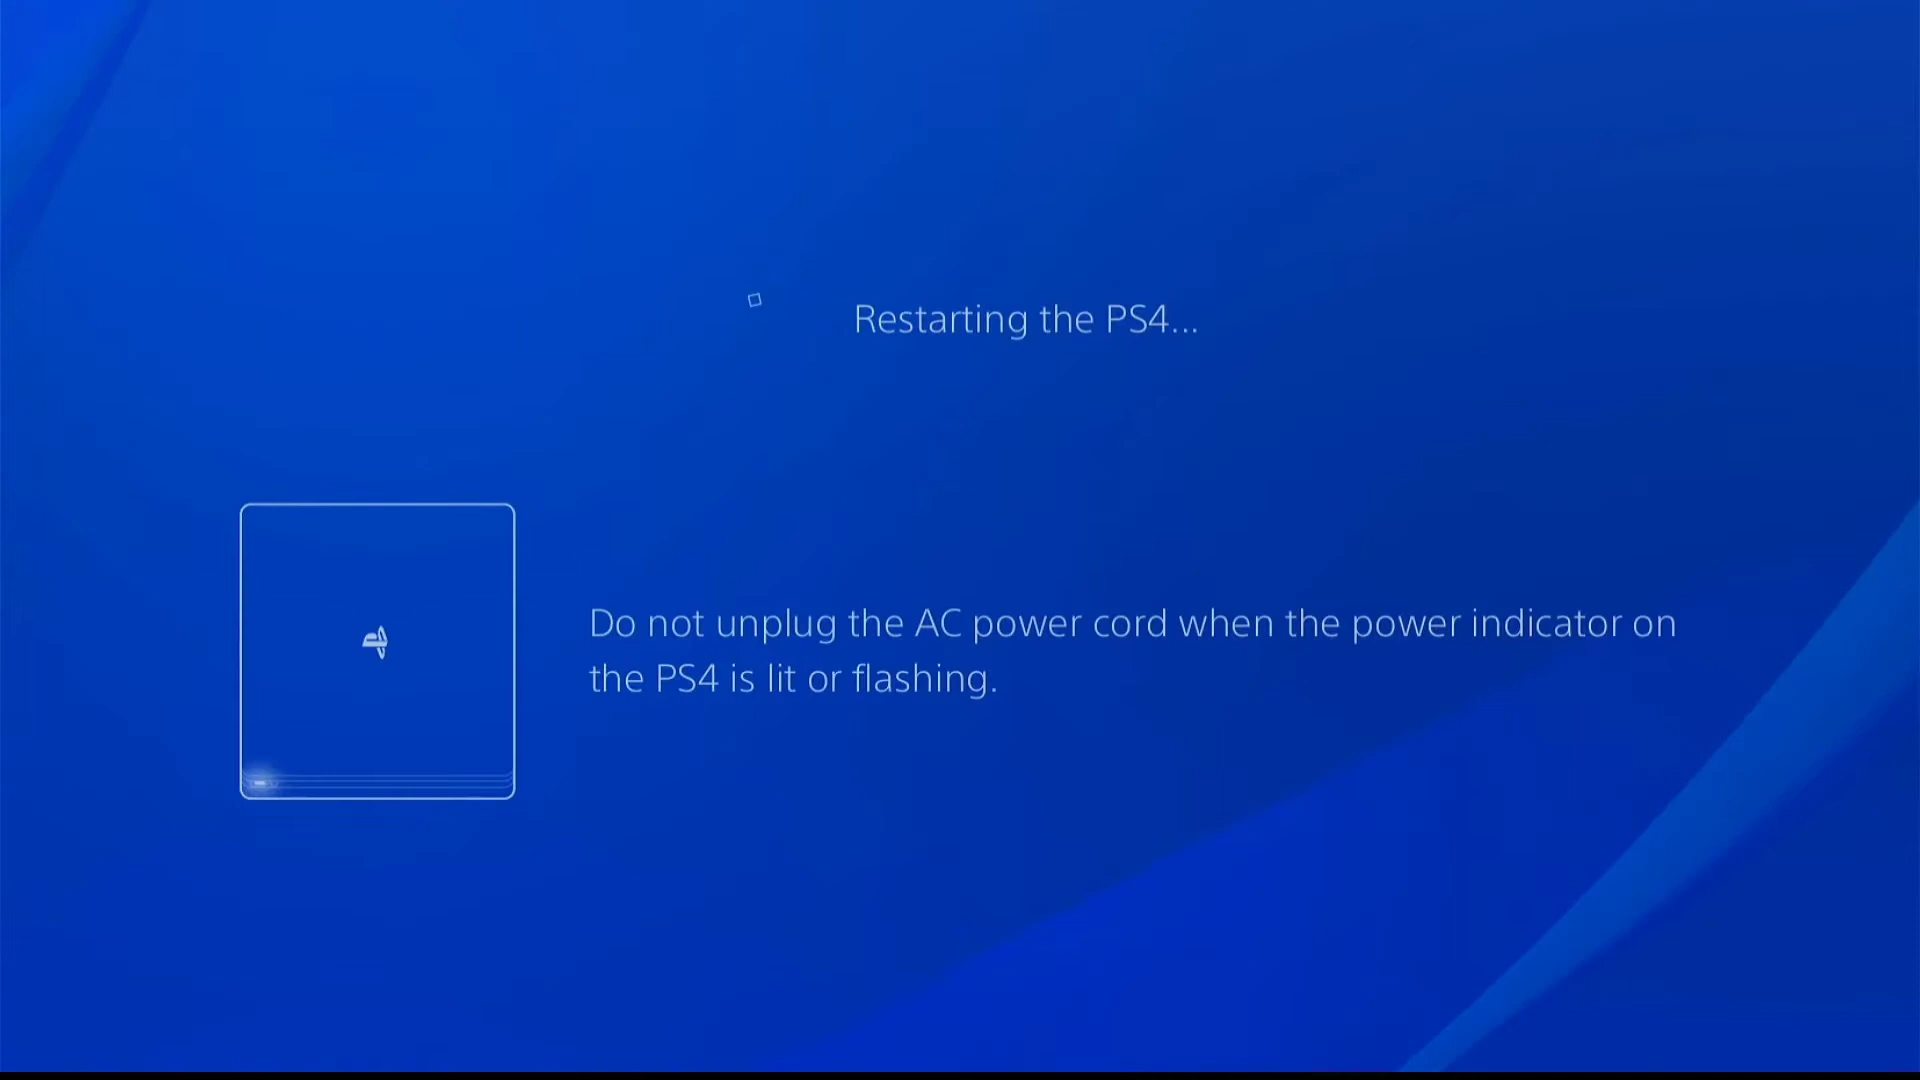 Restarting the PS4...
Do not unplug the AC power cord when the power indicator on
the PS4 is lit or flashing.